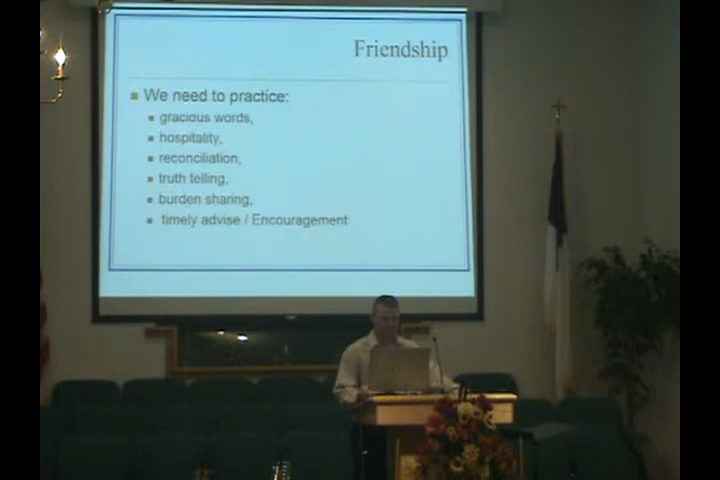 Friendship
We need to practice:
gracious words,
hospitality,
reconciliation,
truth telling,
burden sharing,
timely advise / Encouragement